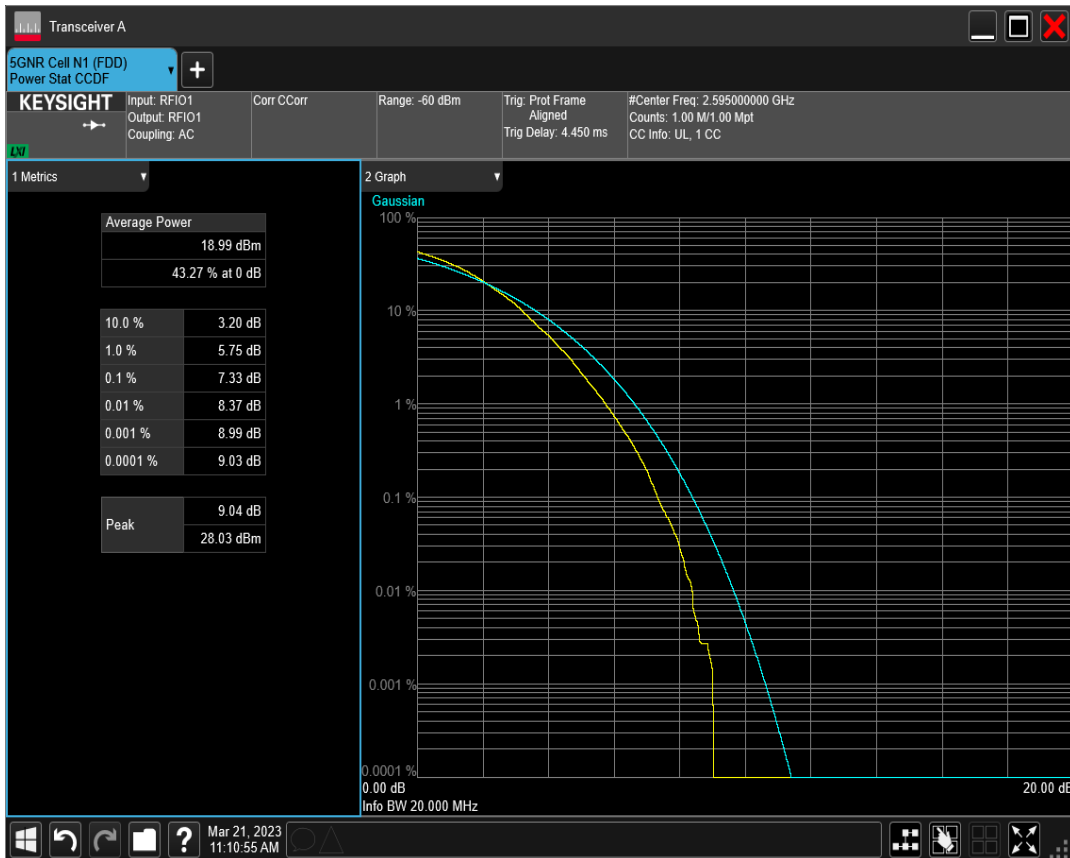 Transceiver A
5GNR Cell N1 (FDD)
Power Stat CCDF
+
KEYSIGHT
LXI
Input: RFIO1
Output: RFIO1
Coupling: AC
Corr CCorr
Range: -60 dBm
Trig: Prot Frame
Aligned
Trig Delay: 4.450 ms
#Center Freq: 2.595000000 GHz
Counts: 1.00 M/1.00 Mpt
CC Info: UL, 1 CC
1 Metrics
Average Power
18.99 dBm
43.27 % at 0 dB
10.0 % 3.20 dB
1.0 % 5.75 dB
0.1 % 7.33 dB
0.01 % 8.37 dB
0.001 % 8.99 dB
0.0001 % 9.03 dB
Peak 9.04 dB
28.03 dBm
2 Graph
Gaussian
100 %
10 %
1 %
0.1 %
0.01 %
0.001 %
0.0001 %
0.00 dB 20.00 dB
Info BW 20.000 MHz
?
Mar 21, 2023
11:10:55 AM